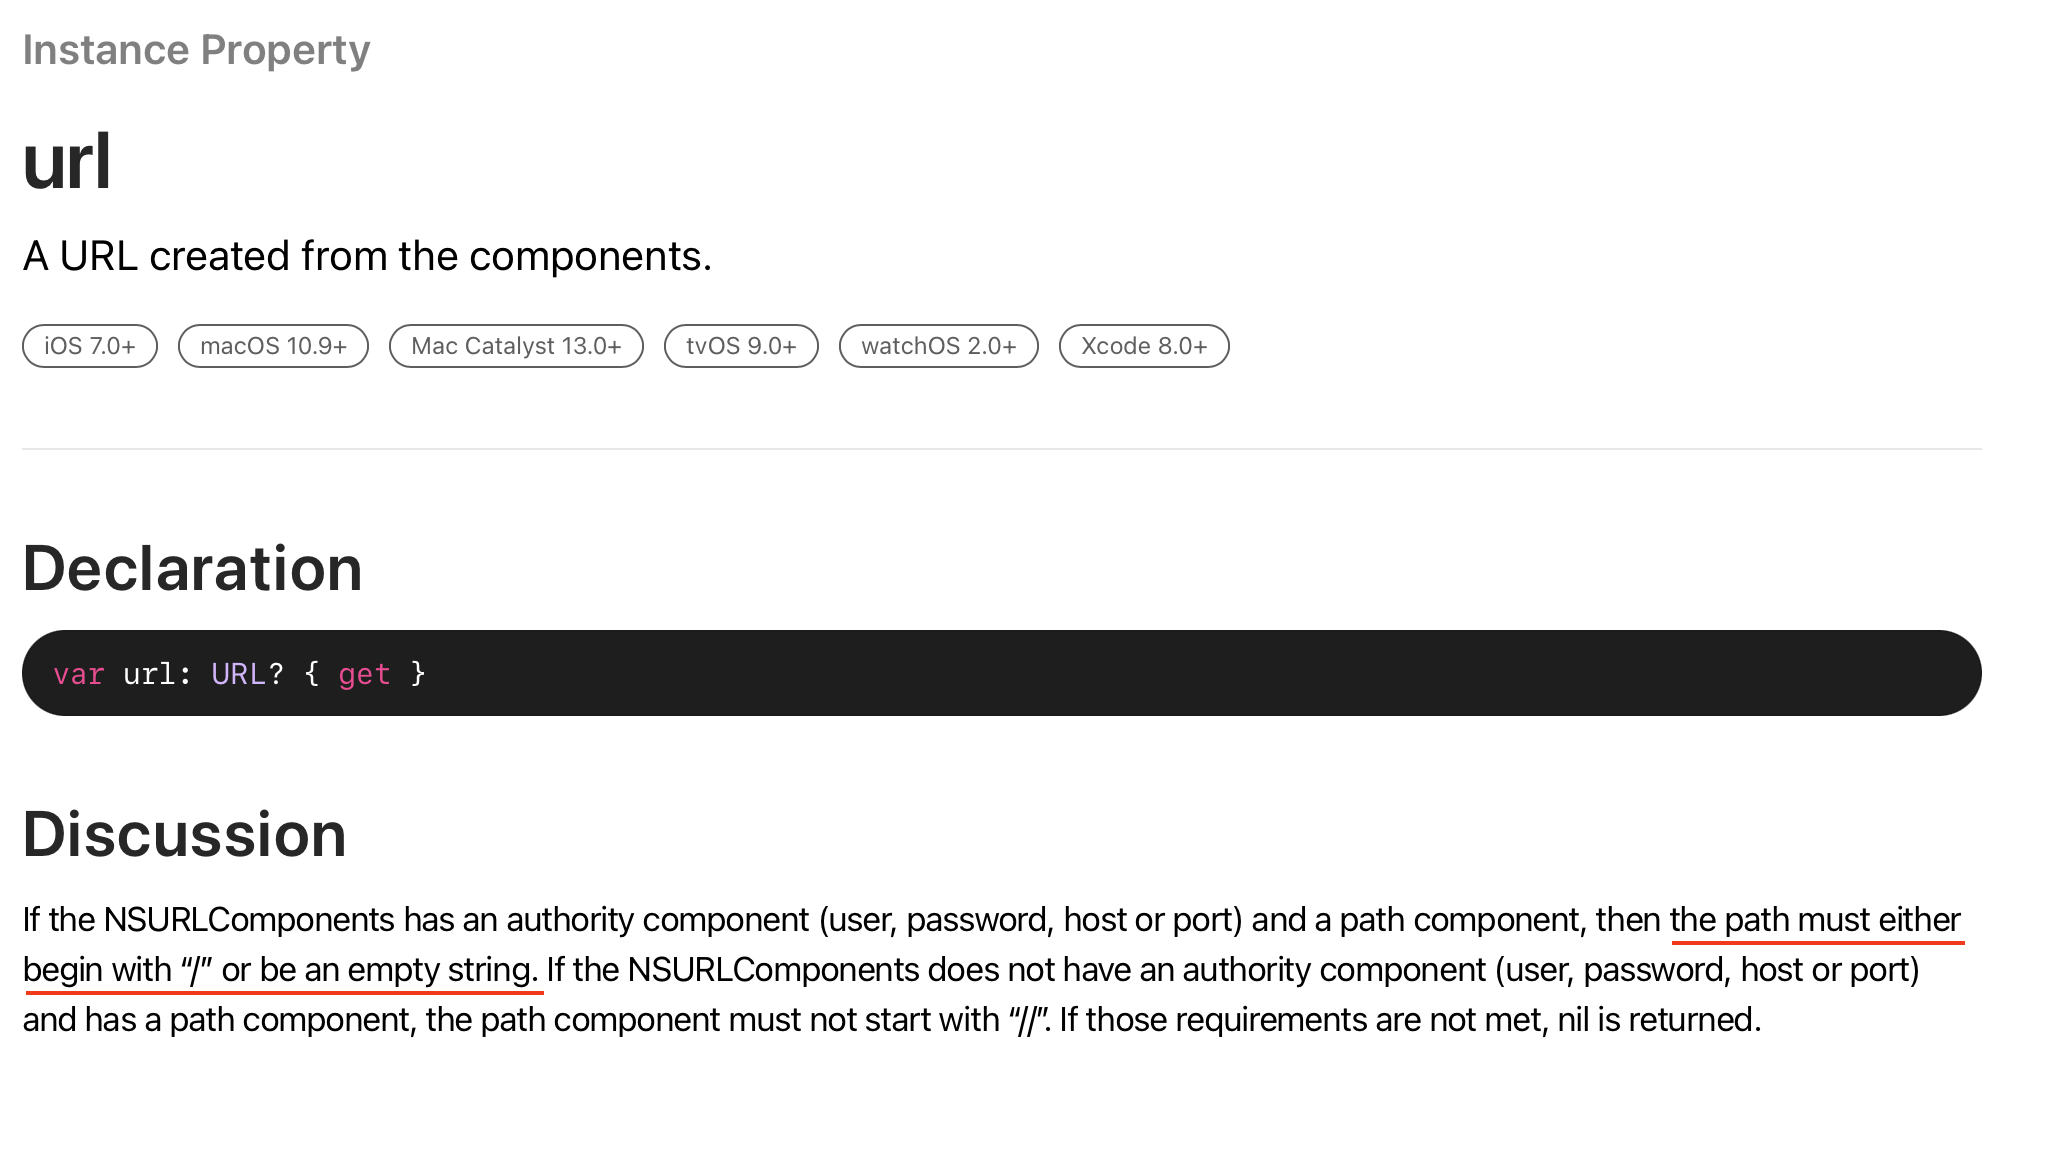 Instance Property
url
A URL created from the components.
iOS 7.0+ macOS 10.9+ Mac Catalyst 13.0+ tvOS 9.0+ watchOS 2.0+ Xcode 8.0+
Declaration
var url: URL? { get }
Discussion
If the NSURLComponents has an authority component (user, password, host or port) and a path component, then the path must either
begin with “/” or be an empty string. If the NSURLComponents does not have an authority component (user, password, host or port)
and has a path component, the path component must not start with “//”. If those requirements are not met, nil is returned.